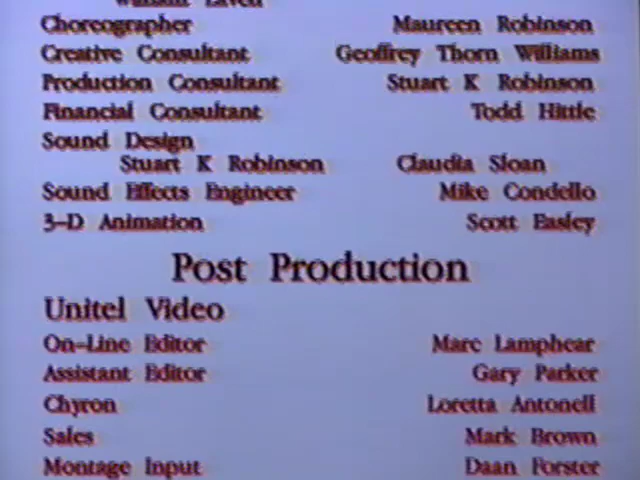 Choreographer Maureen Robinson
Creative Consultant Geoffrey Thorn Williams
Production Consultant Stuart K Robinson
Financial Consultant Todd Hittle
Sound Design
Stuart K Robinson Claudia Sloan
Sound Effects Engineer Mike Condello
3-D Animation Scott Easley
Post Production
Unitel Video
On-Line Editor Marc Lamphear
Assistant Editor Gary Parker
Chyron Loretta Antonell
Sales Mark Brown
Montage Input Daan Forster